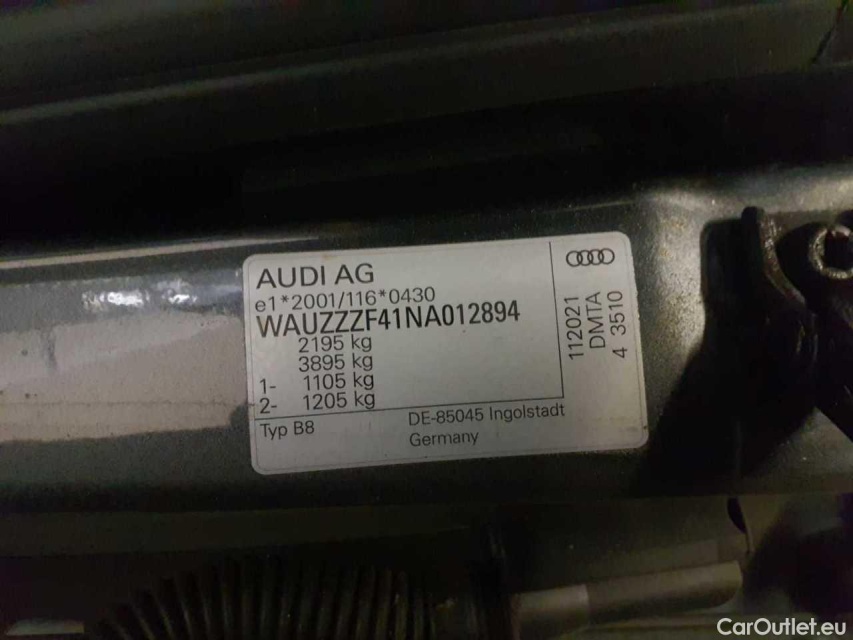 AUDI AG
e1*2001/116*0430
WAUZZZF41NA012894
2195 kg
3895 kg
1- 1105 kg
2- 1205 kg
Typ B8
DE-85045 Ingolstadt
Germany
112021
DMTA
4 3510
CarOutlet.eu